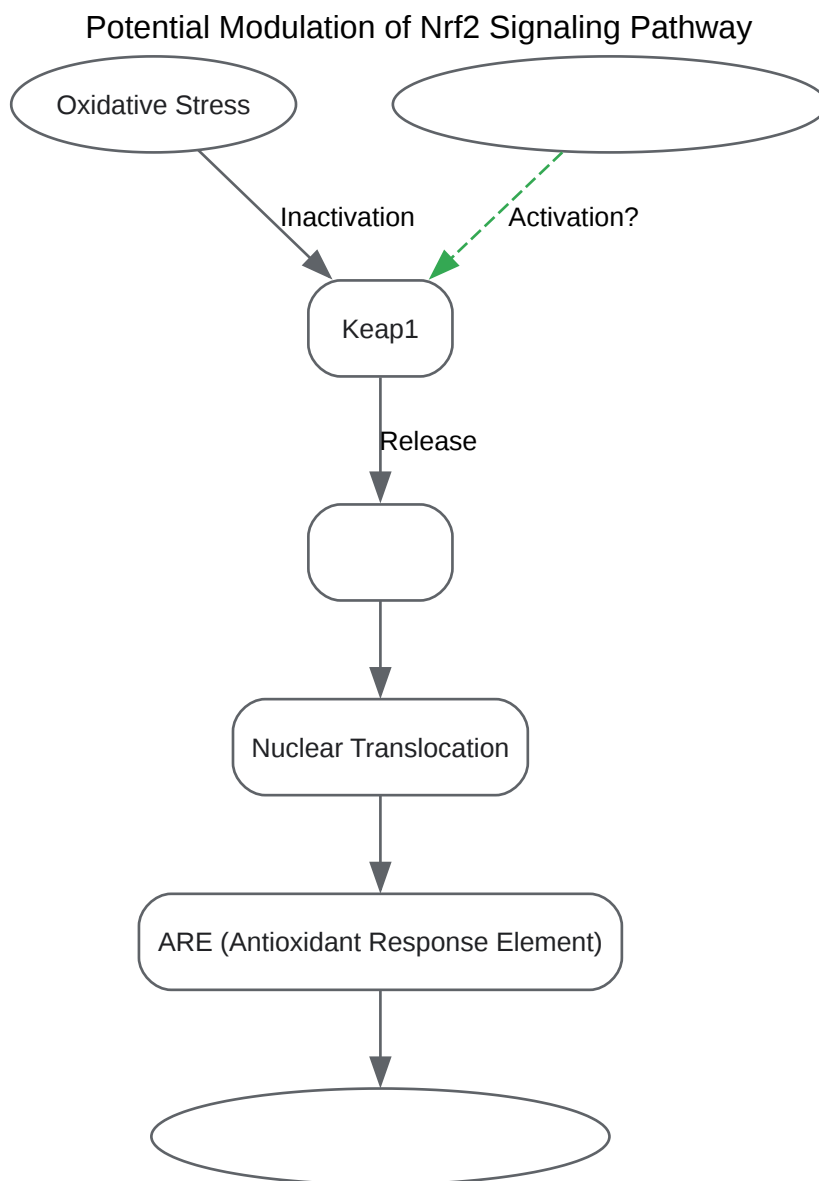 Potential Modulation of Nrf2 Signaling Pathway
Oxidative Stress
Inactivation
Activation?
Keap1
Release
Nuclear Translocation
ARE (Antioxidant Response Element)